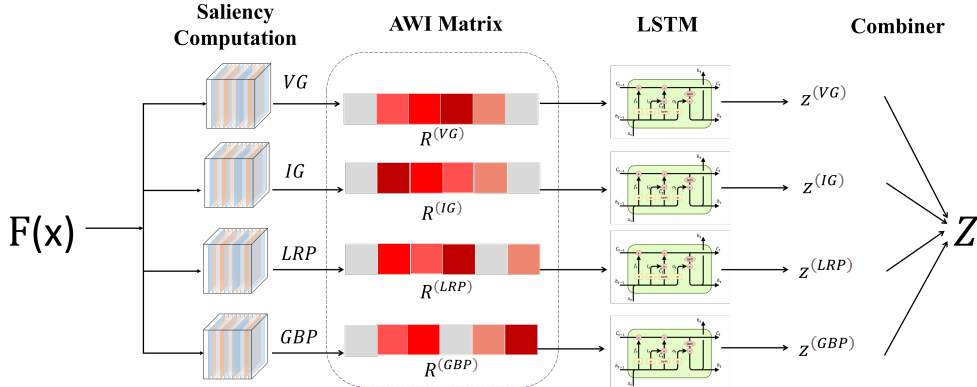 Saliency
Computation
AWI Matrix
LSTM
Combiner
F(x)
VG
R^(VG)
z^(VG)
IG
R^(IG)
z^(IG)
LRP
R^(LRP)
z^(LRP)
GBP
R^(GBP)
z^(GBP)
Z